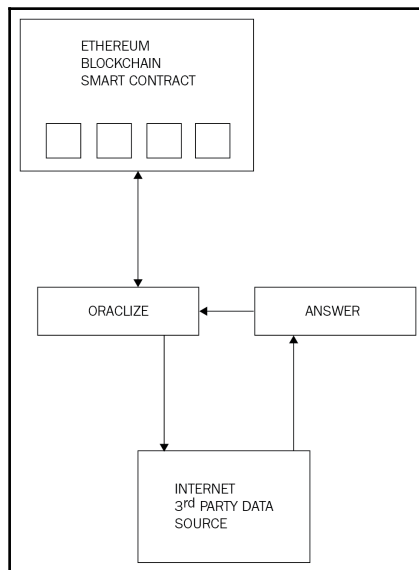 ETHEREUM
BLOCKCHAIN
SMART CONTRACT
ORACLIZE
ANSWER
INTERNET
3rd PARTY DATA
SOURCE